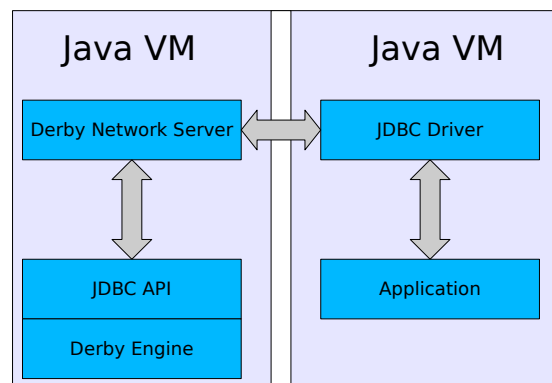 Java VM
Derby Network Server
JDBC API
Derby Engine
Java VM
JDBC Driver
Application